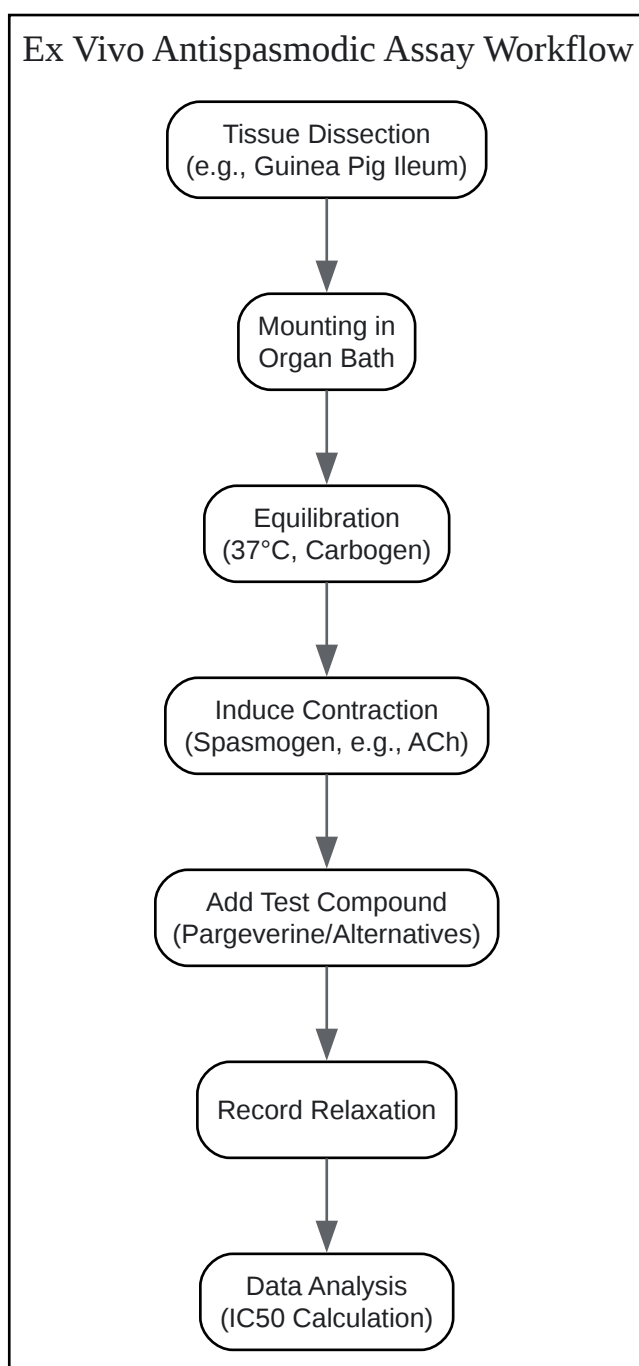 Ex Vivo Antispasmodic Assay Workflow
Tissue Dissection
(e.g., Guinea Pig Ileum)
Mounting in
Organ Bath
Equilibration
(37°C, Carbogen)
Induce Contraction
(Spasmogen, e.g., ACh)
Add Test Compound
(Pargeverine/Alternatives)
Record Relaxation
Data Analysis
(IC50 Calculation)